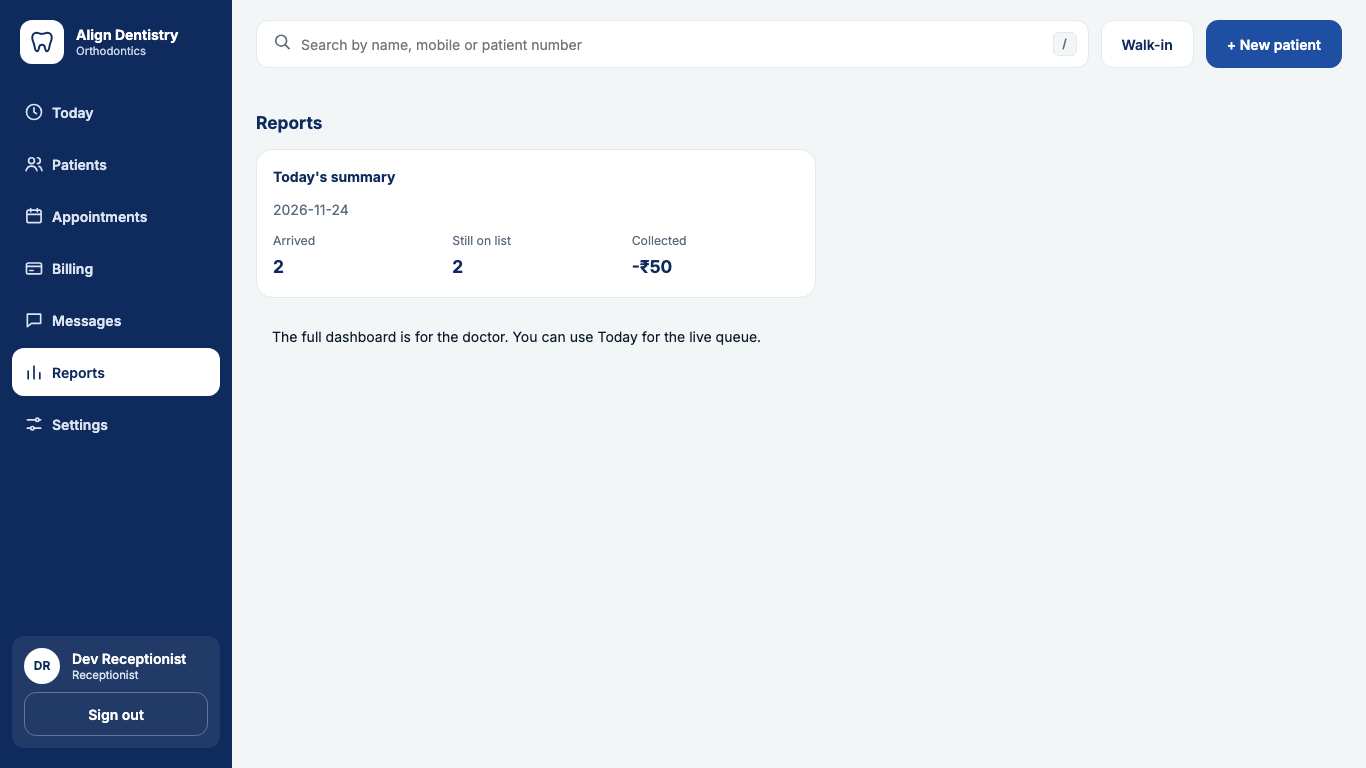 Align Dentistry
Orthodontics
Today
Patients
Appointments
Billing
Messages
Reports
Settings
DR
Dev Receptionist
Receptionist
Sign out
Search by name, mobile or patient number
/
Walk-in
+ New patient
Reports
Today's summary
2026-11-24
Arrived Still on list Collected
2 2 -₹50
The full dashboard is for the doctor. You can use Today for the live queue.